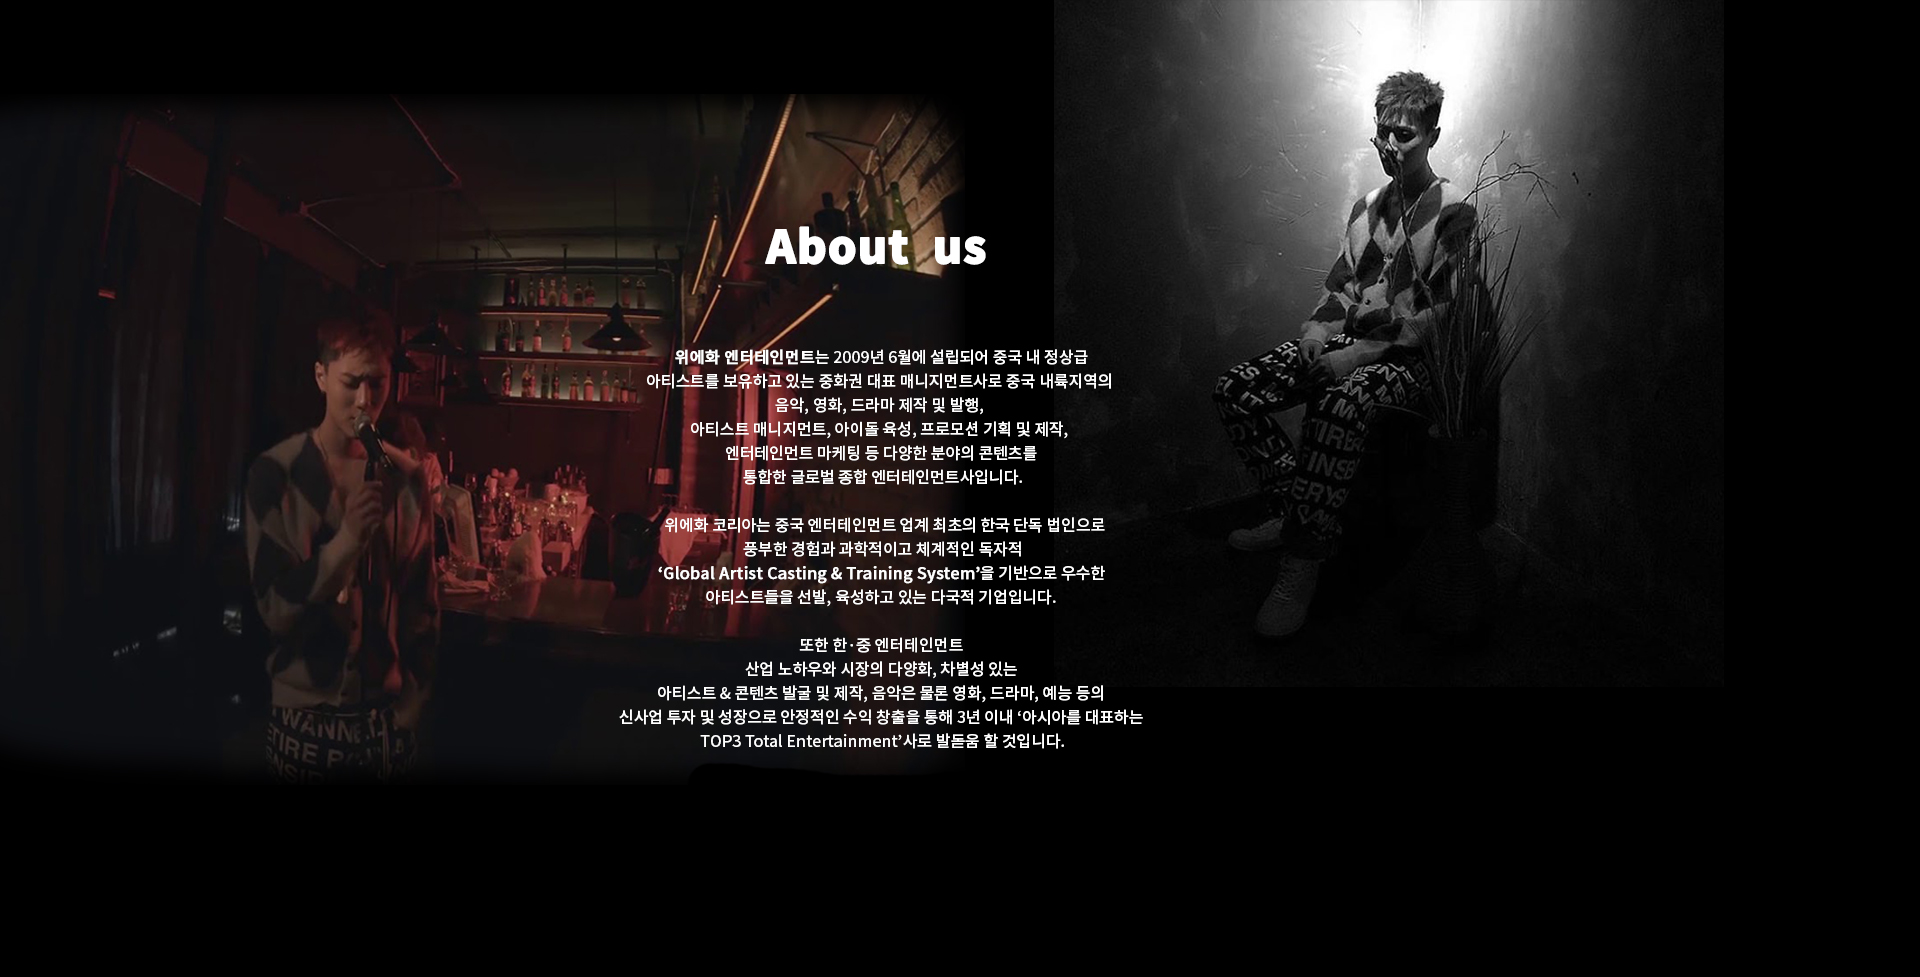 About us
위에화 엔터테인먼트는 2009년 6월에 설립되어 중국 내 정상급
아티스트를 보유하고 있는 중화권 대표 매니지먼트사로 중국 내륙지역의
음악, 영화, 드라마 제작 및 발행,
아티스트 매니지먼트, 아이돌 육성, 프로모션 기획 및 제작,
엔터테인먼트 마케팅 등 다양한 분야의 콘텐츠를
통합한 글로벌 종합 엔터테인먼트사입니다.
위에화 코리아는 중국 엔터테인먼트 업계 최초의 한국 단독 법인으로
풍부한 경험과 과학적이고 체계적인 독자적
‘Global Artist Casting & Training System’을 기반으로 우수한
아티스트들을 선발, 육성하고 있는 다국적 기업입니다.
또한 한·중 엔터테인먼트
산업 노하우와 시장의 다양화, 차별성 있는
아티스트 & 콘텐츠 발굴 및 제작, 음악은 물론 영화, 드라마, 예능 등의
신사업 투자 및 성장으로 안정적인 수익 창출을 통해 3년 이내 ‘아시아를 대표하는
TOP3 Total Entertainment’사로 발돋움 할 것입니다.